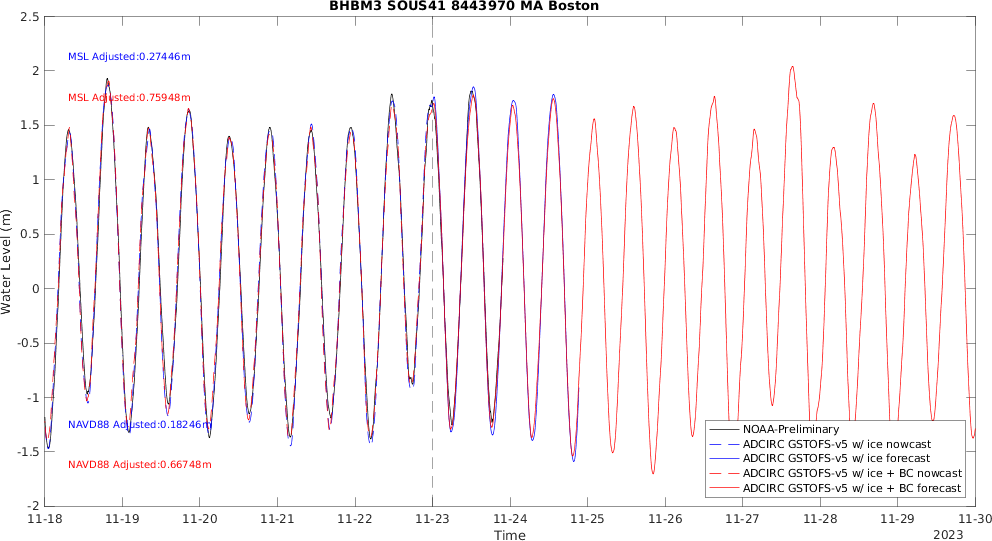 BHBM3 SOUS41 8443970 MA Boston
2.5
2
1.5
1
0.5
0
-0.5
-1
-1.5
-2
Water Level (m)
MSL Adjusted:0.27446m
MSL Adjusted:0.75948m
NAVD88 Adjusted:0.18246m
NAVD88 Adjusted:0.66748m
NOAA-Preliminary
ADCIRC GSTOFS-v5 w/ ice nowcast
ADCIRC GSTOFS-v5 w/ ice forecast
ADCIRC GSTOFS-v5 w/ ice + BC nowcast
ADCIRC GSTOFS-v5 w/ ice + BC forecast
11-18 11-19 11-20 11-21 11-22 11-23 11-24 11-25 11-26 11-27 11-28 11-29 11-30
Time
2023